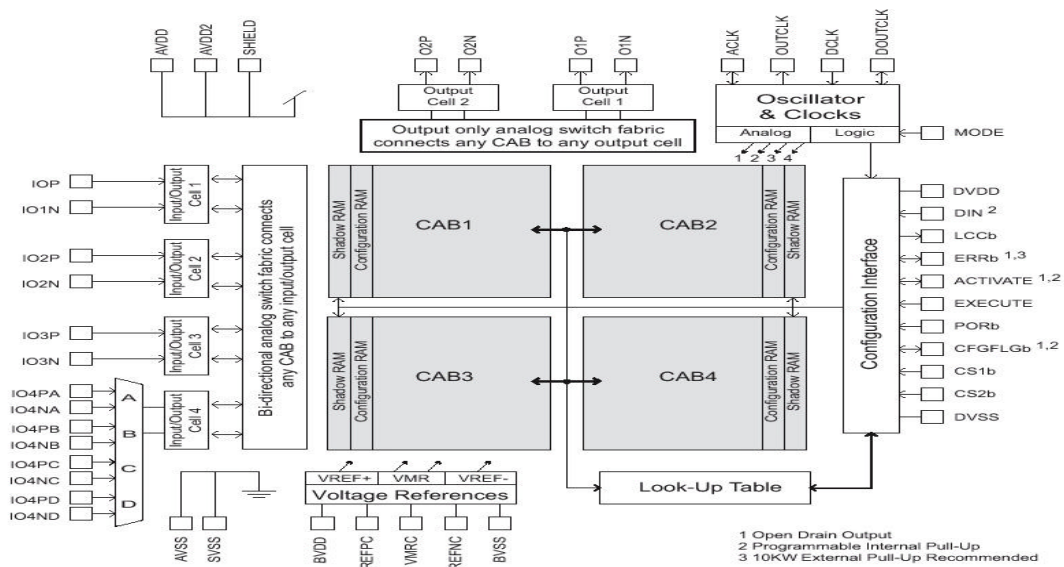 AVDD
AVDD2
SHIELD
O2P
O2N
O1P
O1N
ACLK
OUTCLK
DCLK
DOUTCLK
Output
Cell 2
Output
Cell 1
Output only analog switch fabric
connects any CAB to any output cell
Oscillator
& Clocks
Analog
Logic
MODE
1 2 3 4
IOP
IO1N
IO2P
IO2N
IO3P
IO3N
IO4PA
IO4NA
IO4PB
IO4NB
IO4PC
IO4NC
IO4PD
IO4ND
A
B
C
D
Input/Output
Cell 1
Input/Output
Cell 2
Input/Output
Cell 3
Input/Output
Cell 4
Bi-directional analog switch fabric connects
any CAB to any input/output cell
Shadow RAM
Configuration RAM
CAB1
CAB2
Configuration RAM
Shadow RAM
Shadow RAM
Configuration RAM
CAB3
CAB4
Configuration RAM
Shadow RAM
Configuration Interface
DVDD
DIN 2
LCCb
ERRb 1,3
ACTIVATE 1,2
EXECUTE
PORb
CFGFLGb 1,2
CS1b
CS2b
DVSS
VREF+
VMR
VREF-
Voltage References
Look-Up Table
AVSS
SVSS
BVDD
REFPC
VMRC
REFNC
BVSS
1 Open Drain Output
2 Programmable Internal Pull-Up
3 10KW External Pull-Up Recommended